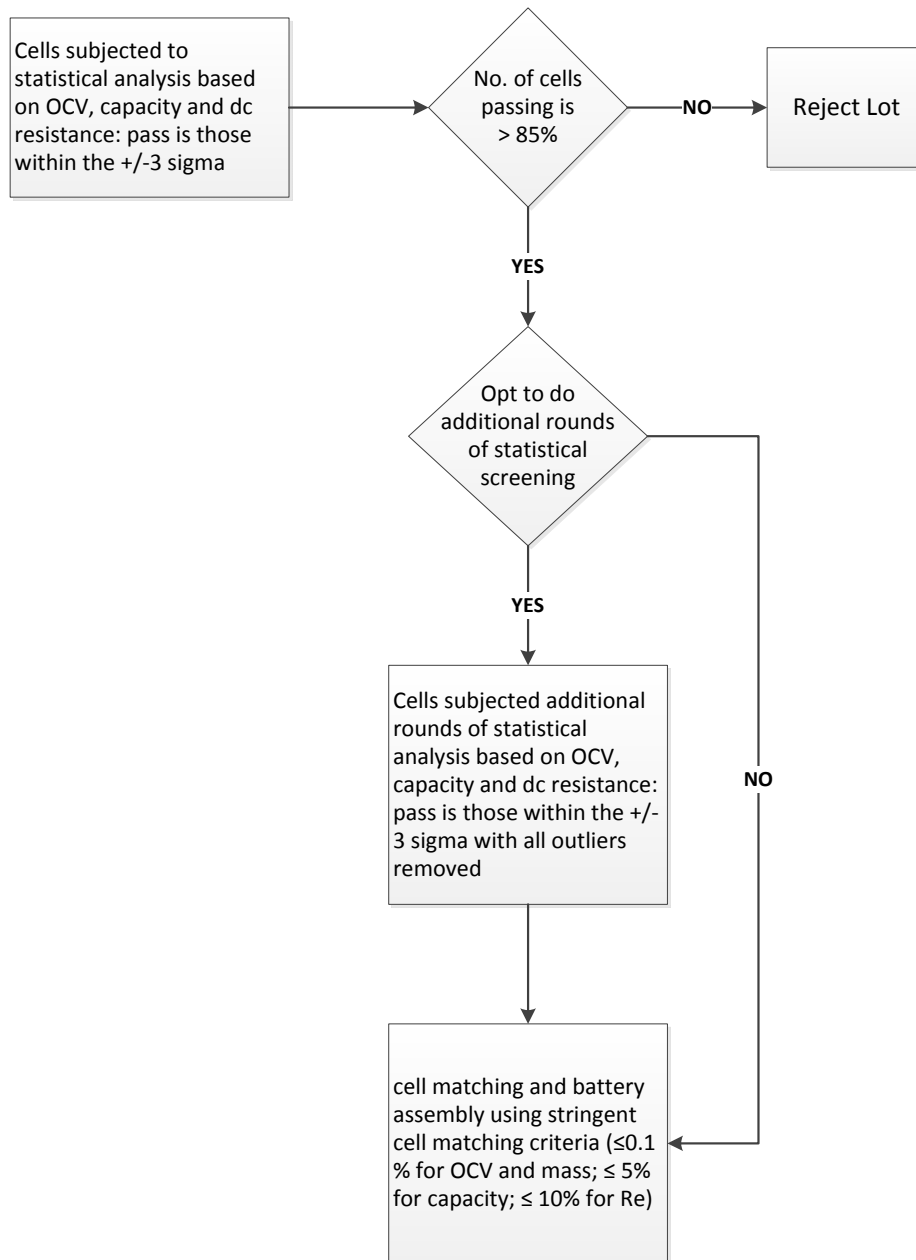 Cells subjected to
statistical analysis based
on OCV, capacity and dc
resistance: pass is those
within the +/-3 sigma
No. of cells
passing is
> 85%
NO
Reject Lot
YES
Opt to do
additional rounds
of statistical
screening
YES
Cells subjected additional
rounds of statistical
analysis based on OCV,
capacity and dc resistance:
pass is those within the +/-
3 sigma with all outliers
removed
NO
cell matching and battery
assembly using stringent
cell matching criteria (≤0.1
% for OCV and mass; ≤ 5%
for capacity; ≤ 10% for Re)